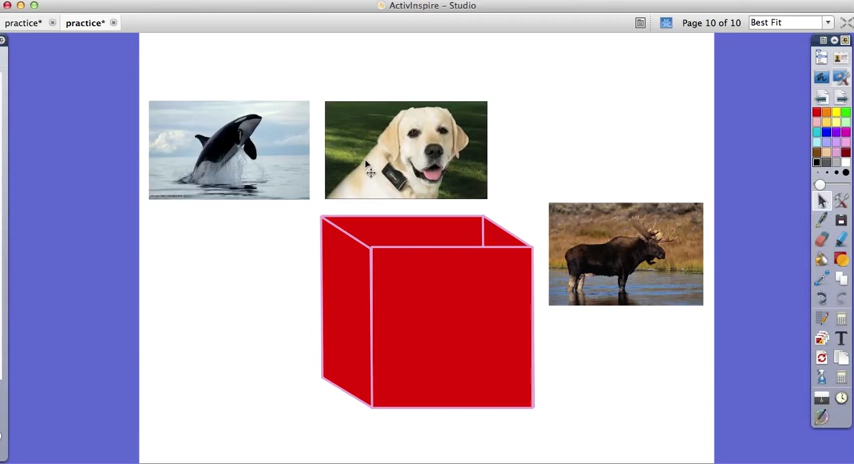 ActivInspire – Studio
practice*
practice*
Page 10 of 10
Best Fit
T